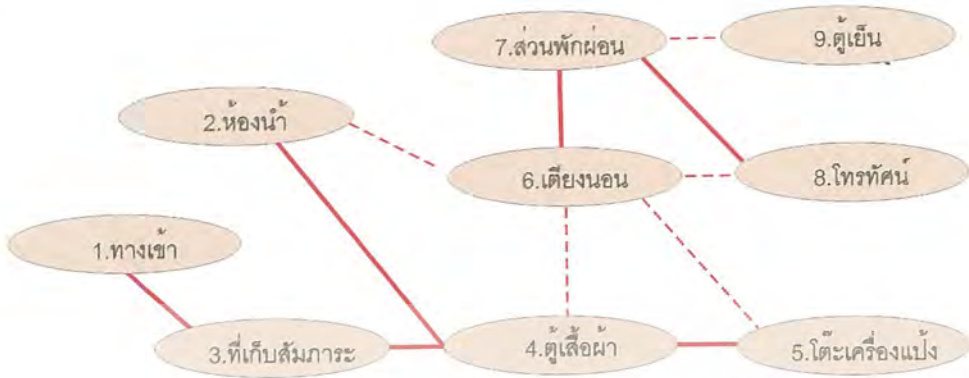 7.ส่วนพักผ่อน
9.ตู้เย็น
2.ห้องน้ำ
6.เตียงนอน
8.โทรทัศน์
1.ทางเข้า
3.ที่เก็บสัมภาระ
4.ตู้เสื้อผ้า
5.โต๊ะเครื่องแป้ง